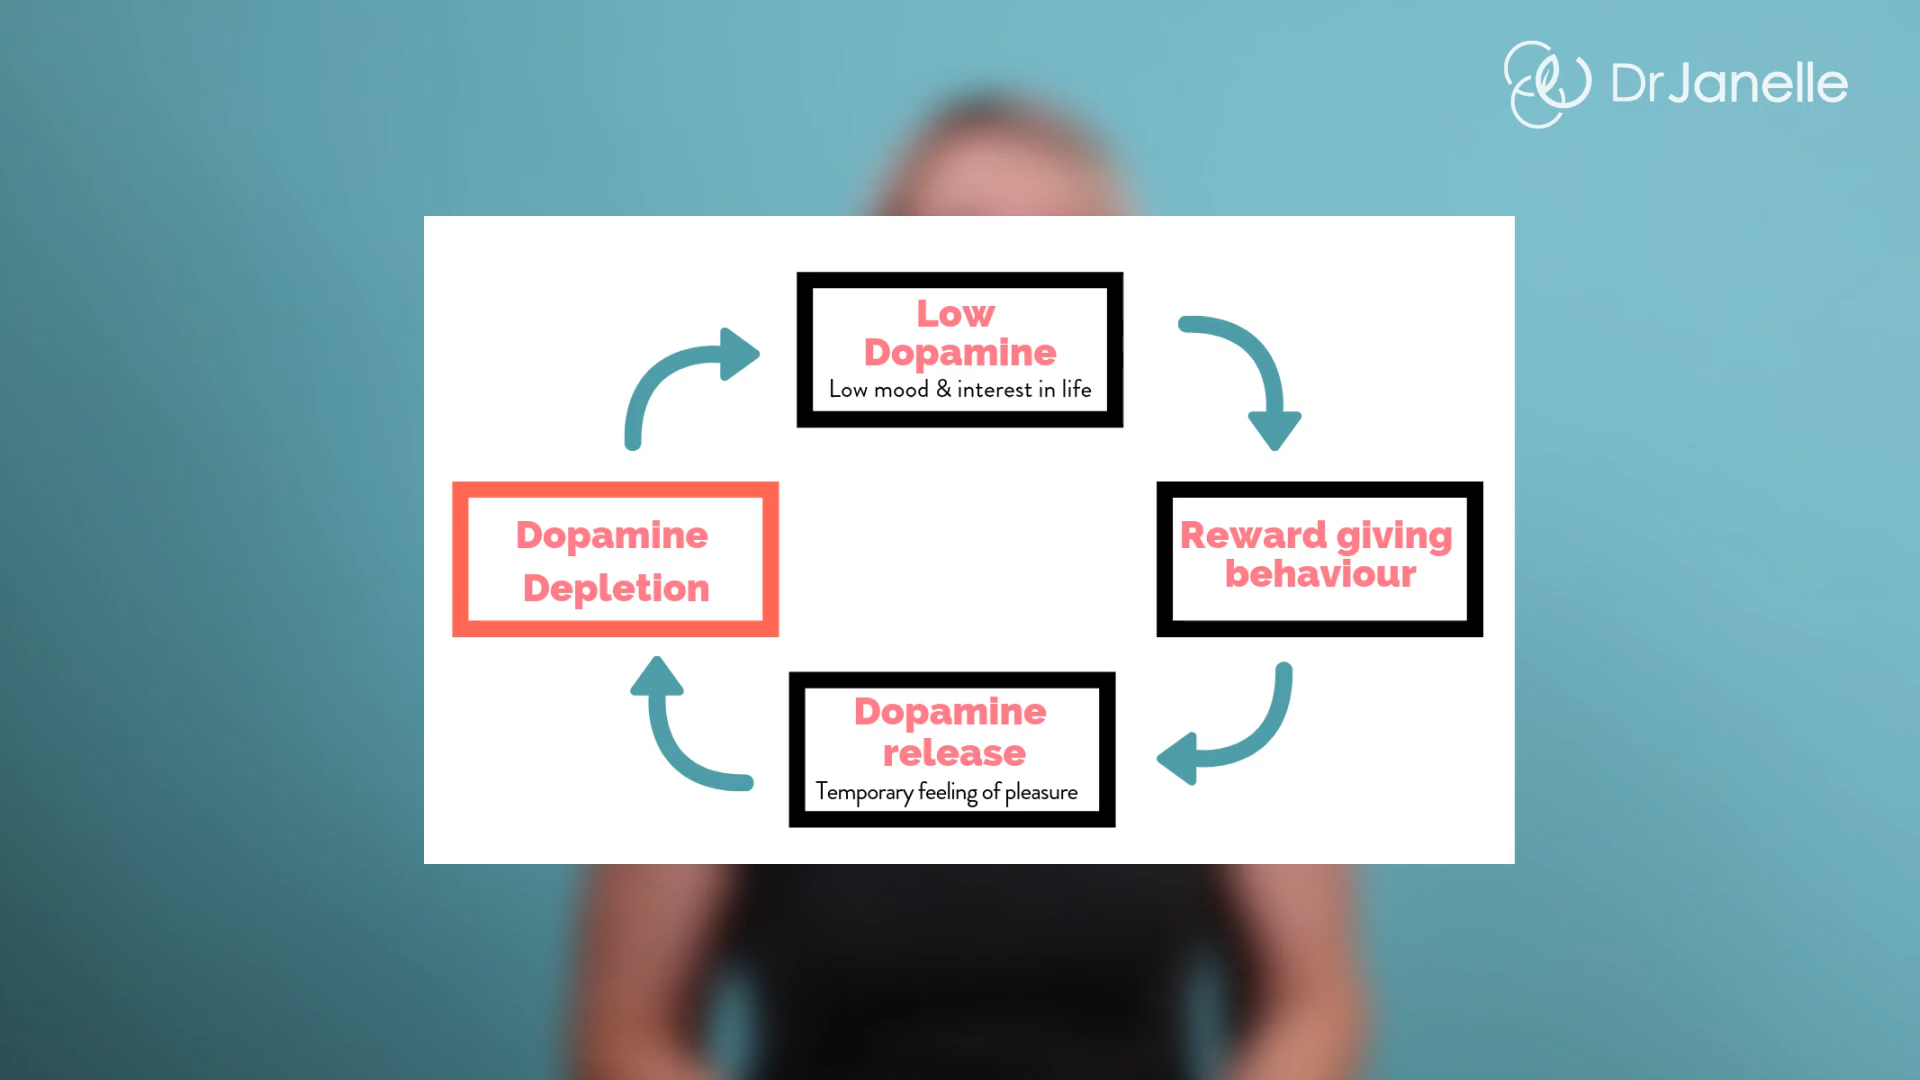 DrJanelle
Low
Dopamine
Low mood & interest in life
Dopamine
Depletion
Reward giving
behaviour
Dopamine
release
Temporary feeling of pleasure